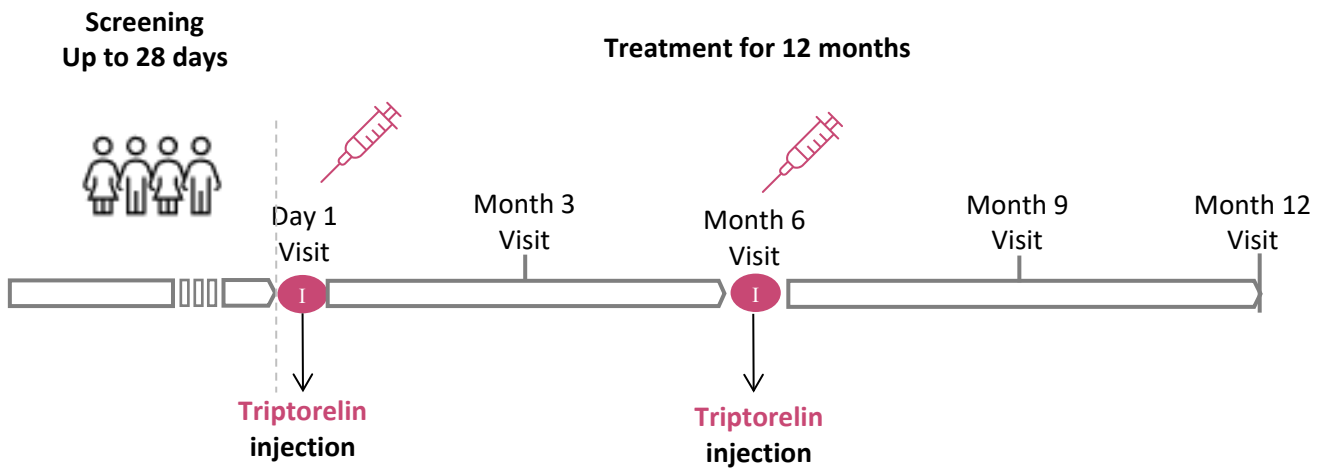 Screening
Up to 28 days
Treatment for 12 months
Day 1
Visit
Month 3
Visit
Month 6
Visit
Month 9
Visit
Month 12
Visit
I
I
Triptorelin
injection
Triptorelin
injection